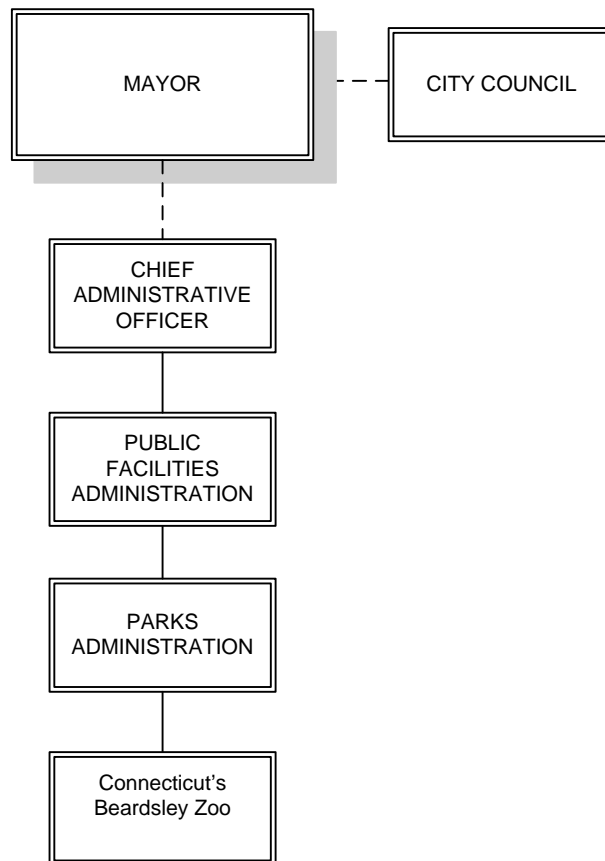 MAYOR
CITY COUNCIL
CHIEF
ADMINISTRATIVE
OFFICER
PUBLIC
FACILITIES
ADMINISTRATION
PARKS
ADMINISTRATION
Connecticut’s
Beardsley Zoo